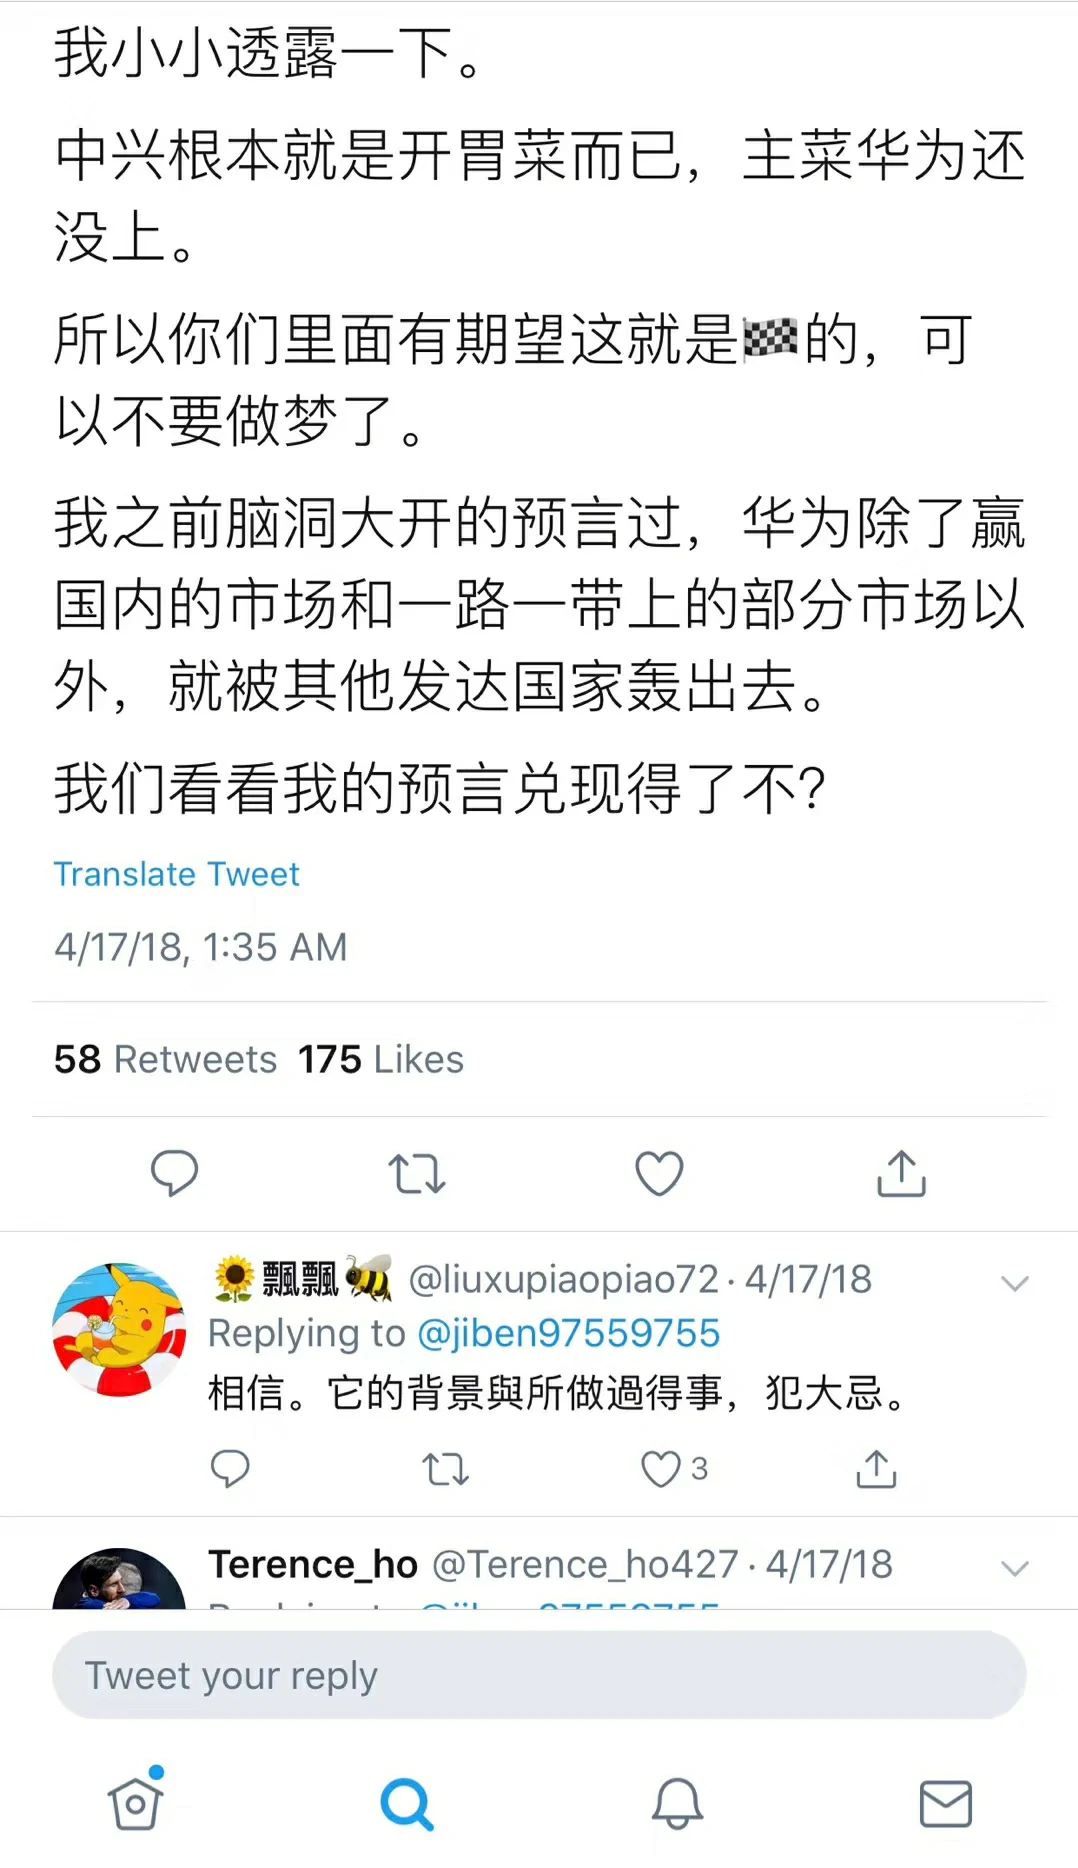 我小小透露一下。
中兴根本就是开胃菜而已，主菜华为还
没上。
所以你们里面有期望这就是🏁的，可
以不要做梦了。
我之前脑洞大开的预言过，华为除了赢
国内的市场和一路一带上的部分市场以
外，就被其他发达国家轰出去。
我们看看我的预言兑现得了不？
Translate Tweet
4/17/18, 1:35 AM
58 Retweets 175 Likes
🌻飄飄🐝 @liuxupiaopiao72 · 4/17/18
Replying to @jiben97559755
相信。它的背景與所做過得事，犯大忌。
3
Terence_ho @Terence_ho427 · 4/17/18
Tweet your reply